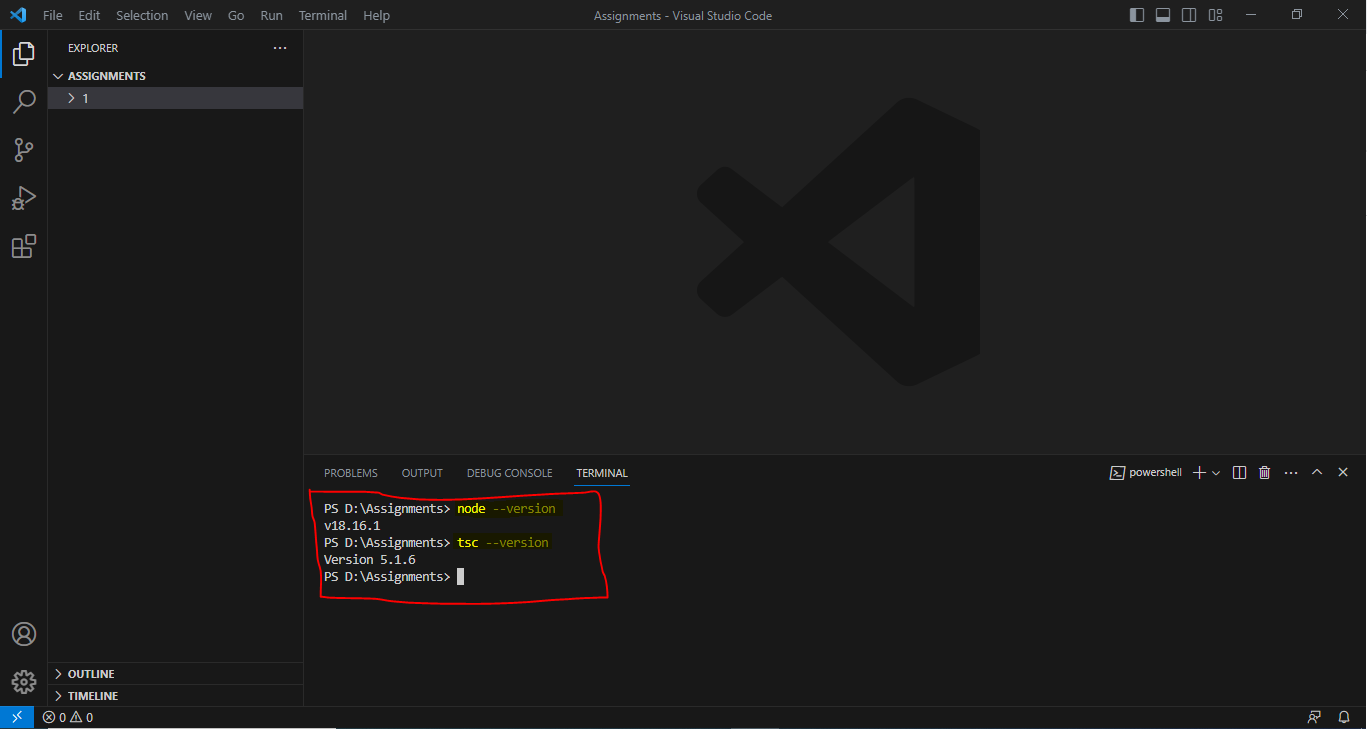 File Edit Selection View Go Run Terminal Help
Assignments - Visual Studio Code
EXPLORER
ASSIGNMENTS
1
OUTLINE
TIMELINE
PROBLEMS OUTPUT DEBUG CONSOLE TERMINAL
powershell
PS D:\Assignments> node --version
v18.16.1
PS D:\Assignments> tsc --version
Version 5.1.6
PS D:\Assignments>
0 0